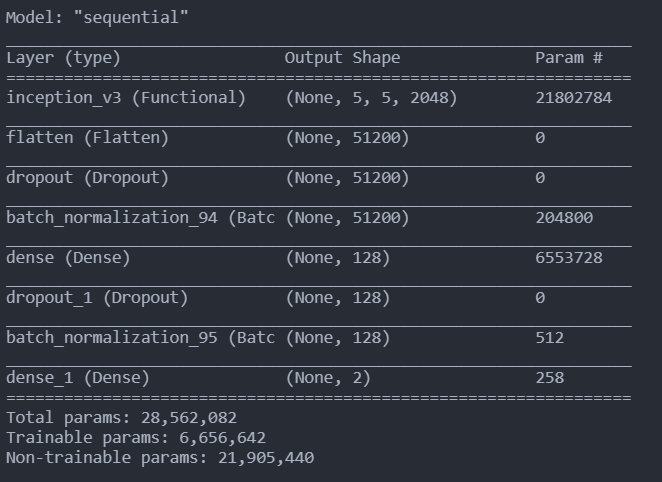 Model: "sequential"
Layer (type) Output Shape Param #
inception_v3 (Functional) (None, 5, 5, 2048) 21802784
flatten (Flatten) (None, 51200) 0
dropout (Dropout) (None, 51200) 0
batch_normalization_94 (Batc (None, 51200) 204800
dense (Dense) (None, 128) 6553728
dropout_1 (Dropout) (None, 128) 0
batch_normalization_95 (Batc (None, 128) 512
dense_1 (Dense) (None, 2) 258
Total params: 28,562,082
Trainable params: 6,656,642
Non-trainable params: 21,905,440